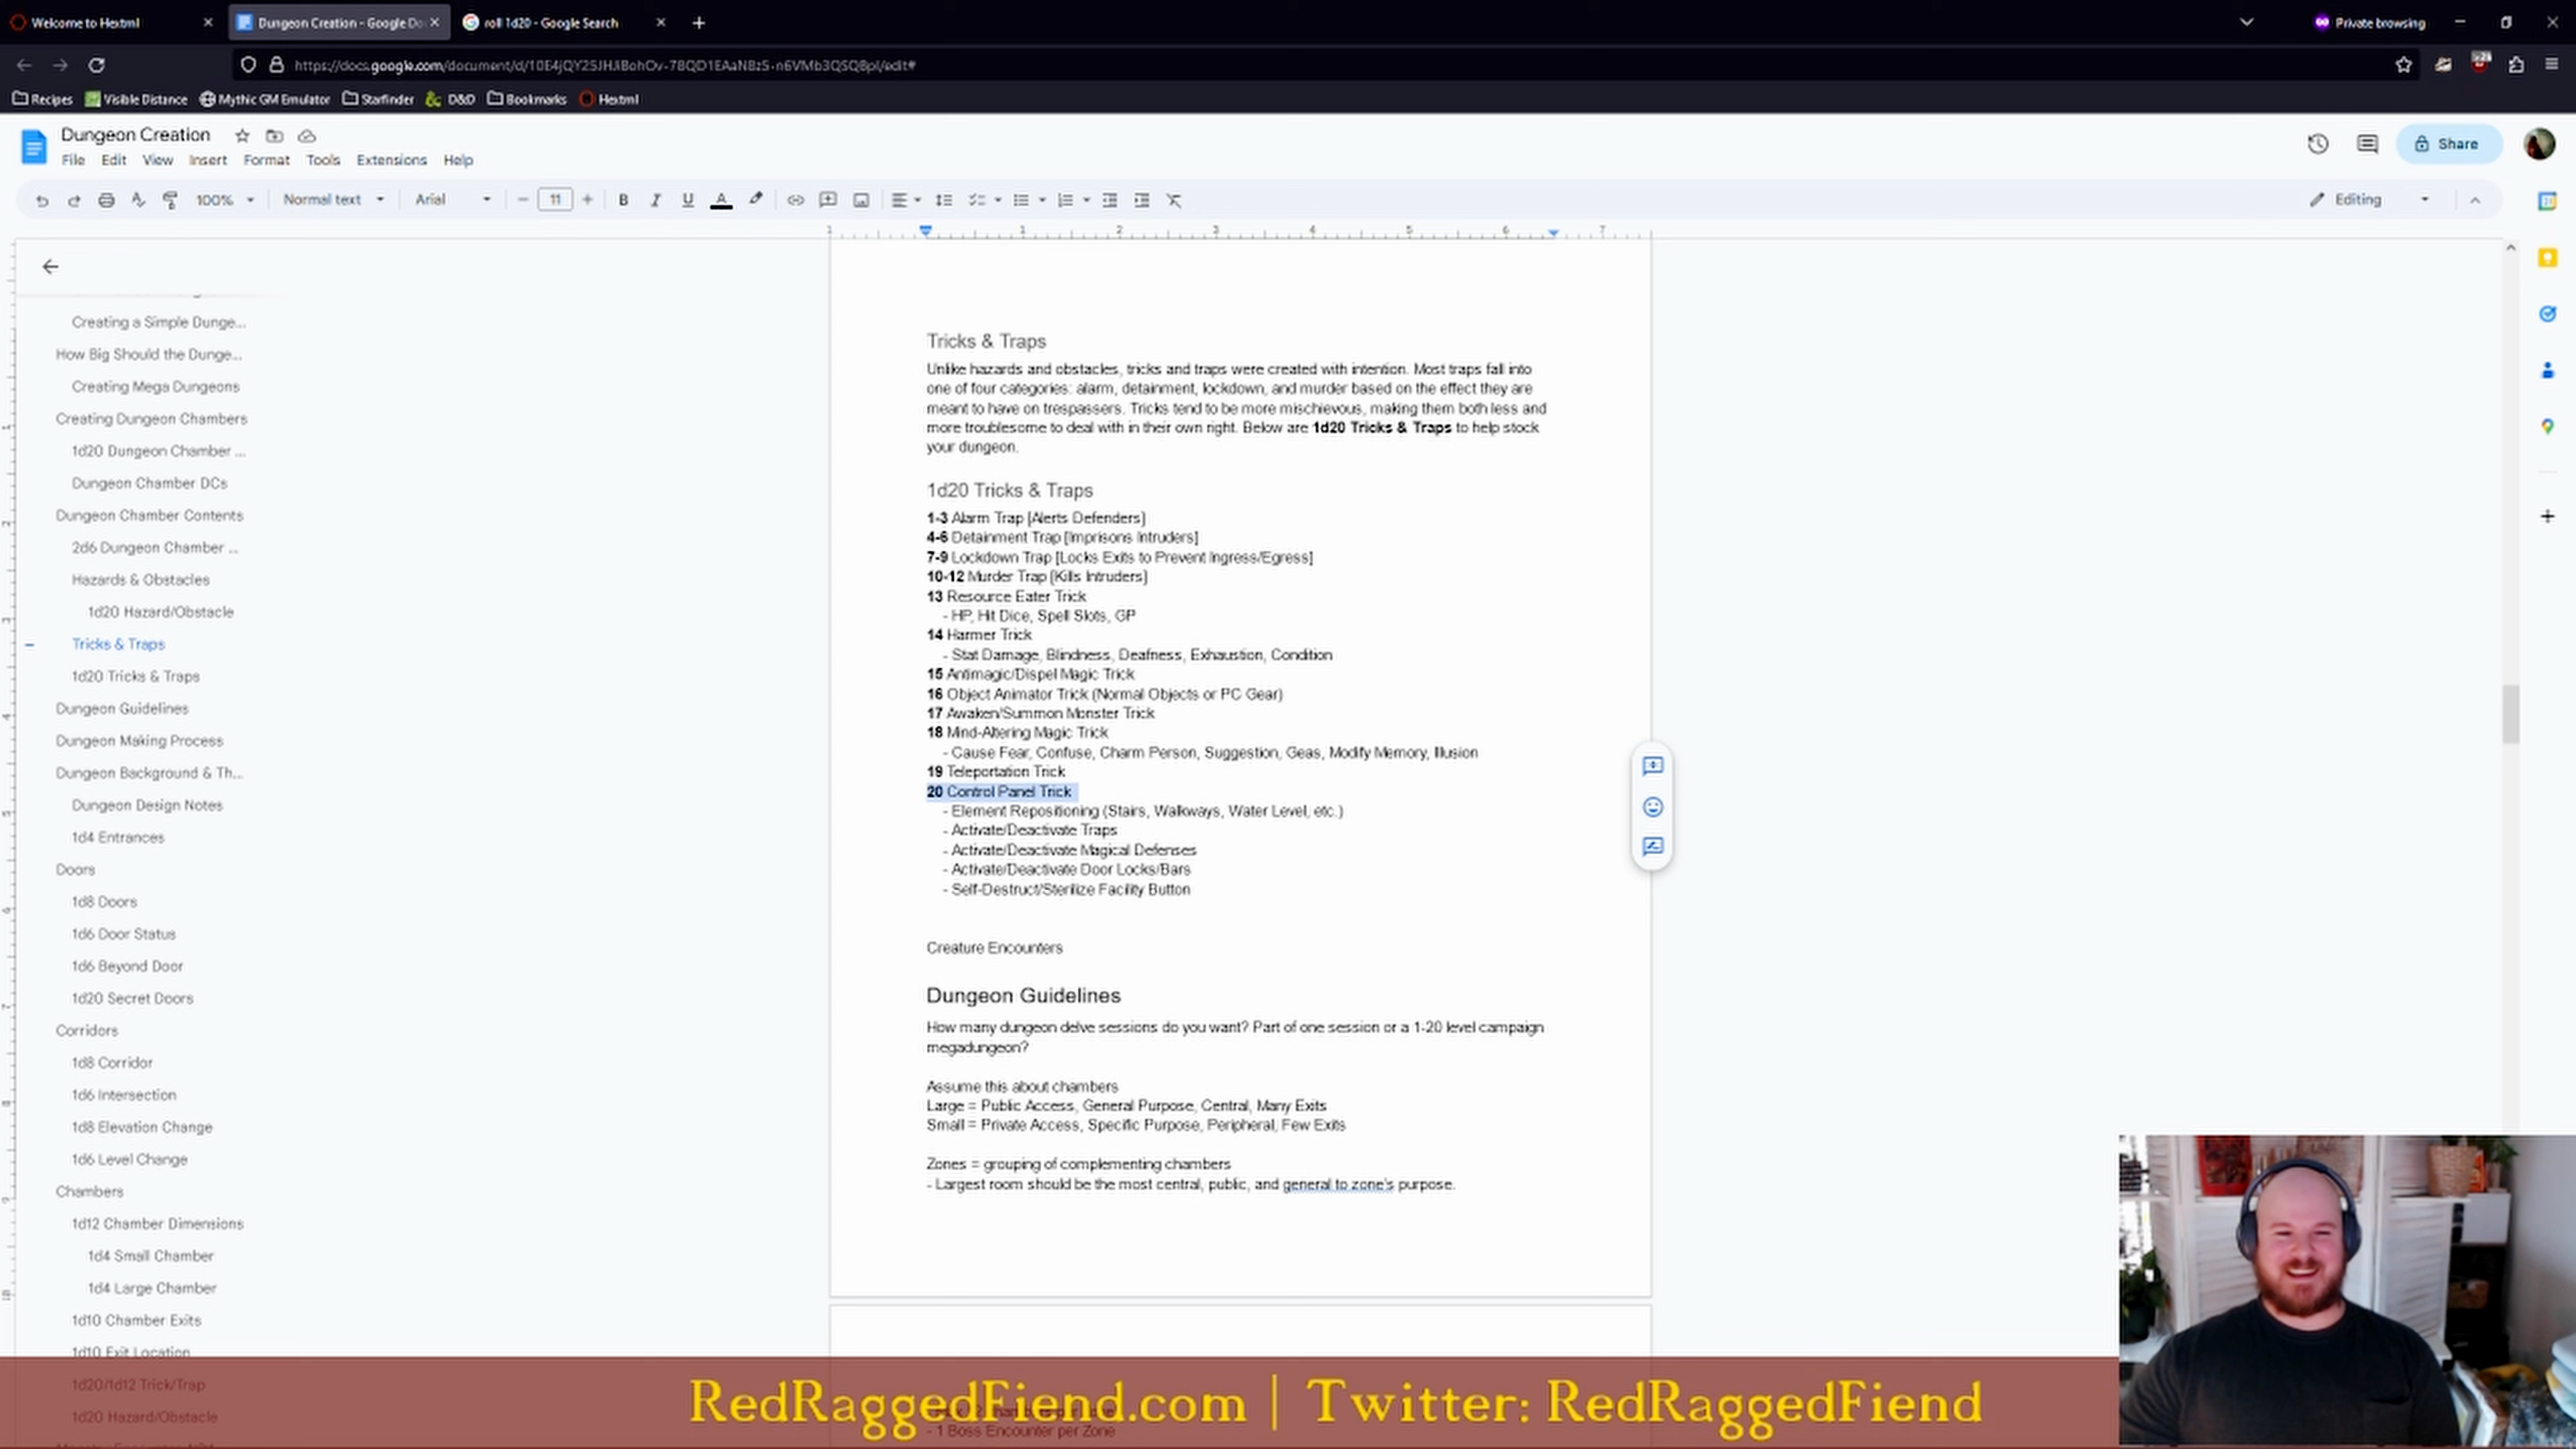 Welcome to Hextml
Dungeon Creation - Google Do
roll 1d20 - Google Search
Private browsing
Recipes
Visible Distance
Mythic GM Emulator
Starfinder
D&D
Bookmarks
Hextml
Dungeon Creation
File Edit View Insert Format Tools Extensions Help
Share
100% Normal text Arial 11
Editing
Creating a Simple Dunge...
How Big Should the Dunge...
Creating Mega Dungeons
Creating Dungeon Chambers
1d20 Dungeon Chamber ...
Dungeon Chamber DCs
Dungeon Chamber Contents
2d6 Dungeon Chamber ...
Hazards & Obstacles
1d20 Hazard/Obstacle
Tricks & Traps
1d20 Tricks & Traps
Dungeon Guidelines
Dungeon Making Process
Dungeon Background & Th...
Dungeon Design Notes
1d4 Entrances
Doors
1d8 Doors
1d6 Door Status
1d6 Beyond Door
1d20 Secret Doors
Corridors
1d8 Corridor
1d6 Intersection
1d8 Elevation Change
1d6 Level Change
Chambers
1d12 Chamber Dimensions
1d4 Small Chamber
1d4 Large Chamber
1d10 Chamber Exits
1d10 Exit Location
1d20/1d12 Trick/Trap
1d20 Hazard/Obstacle
Tricks & Traps
Unlike hazards and obstacles, tricks and traps were created with intention. Most traps fall into
one of four categories: alarm, detainment, lockdown, and murder based on the effect they are
meant to have on trespassers. Tricks tend to be more mischievous, making them both less and
more troublesome to deal with in their own right. Below are 1d20 Tricks & Traps to help stock
your dungeon.
1d20 Tricks & Traps
1-3 Alarm Trap [Alerts Defenders]
4-6 Detainment Trap [Imprisons Intruders]
7-9 Lockdown Trap [Locks Exits to Prevent Ingress/Egress]
10-12 Murder Trap [Kills Intruders]
13 Resource Eater Trick
- HP, Hit Dice, Spell Slots, GP
14 Harmer Trick
- Stat Damage, Blindness, Deafness, Exhaustion, Condition
15 Antimagic/Dispel Magic Trick
16 Object Animator Trick (Normal Objects or PC Gear)
17 Awaken/Summon Monster Trick
18 Mind-Altering Magic Trick
- Cause Fear, Confuse, Charm Person, Suggestion, Geas, Modify Memory, Illusion
19 Teleportation Trick
20 Control Panel Trick
- Element Repositioning (Stairs, Walkways, Water Level, etc.)
- Activate/Deactivate Traps
- Activate/Deactivate Magical Defenses
- Activate/Deactivate Door Locks/Bars
- Self-Destruct/Sterilize Facility Button
Creature Encounters
Dungeon Guidelines
How many dungeon delve sessions do you want? Part of one session or a 1-20 level campaign
megadungeon?
Assume this about chambers
Large = Public Access, General Purpose, Central, Many Exits
Small = Private Access, Specific Purpose, Peripheral, Few Exits
Zones = grouping of complementing chambers
- Largest room should be the most central, public, and general to zone's purpose.
- 1 Boss Encounter per Zone
RedRaggedFiend.com | Twitter: RedRaggedFiend